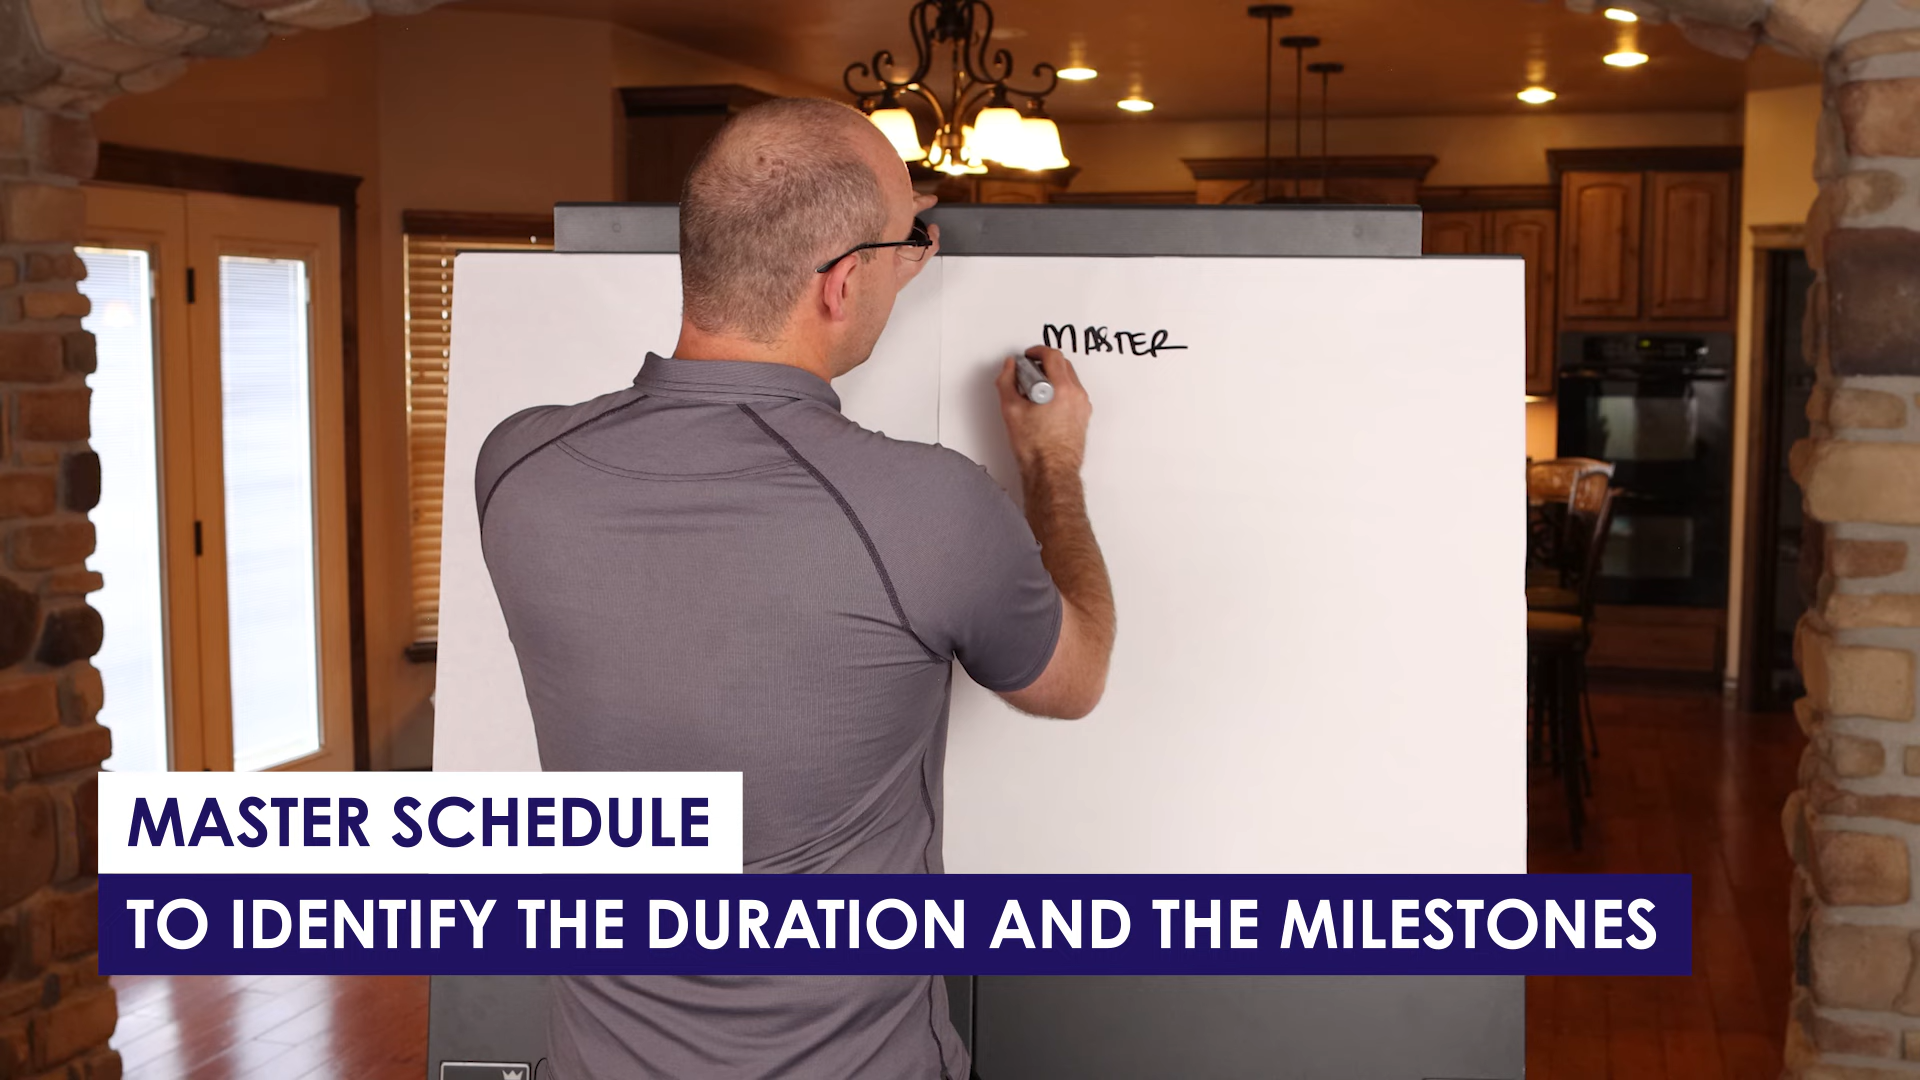 MASTER
MASTER SCHEDULE
TO IDENTIFY THE DURATION AND THE MILESTONES